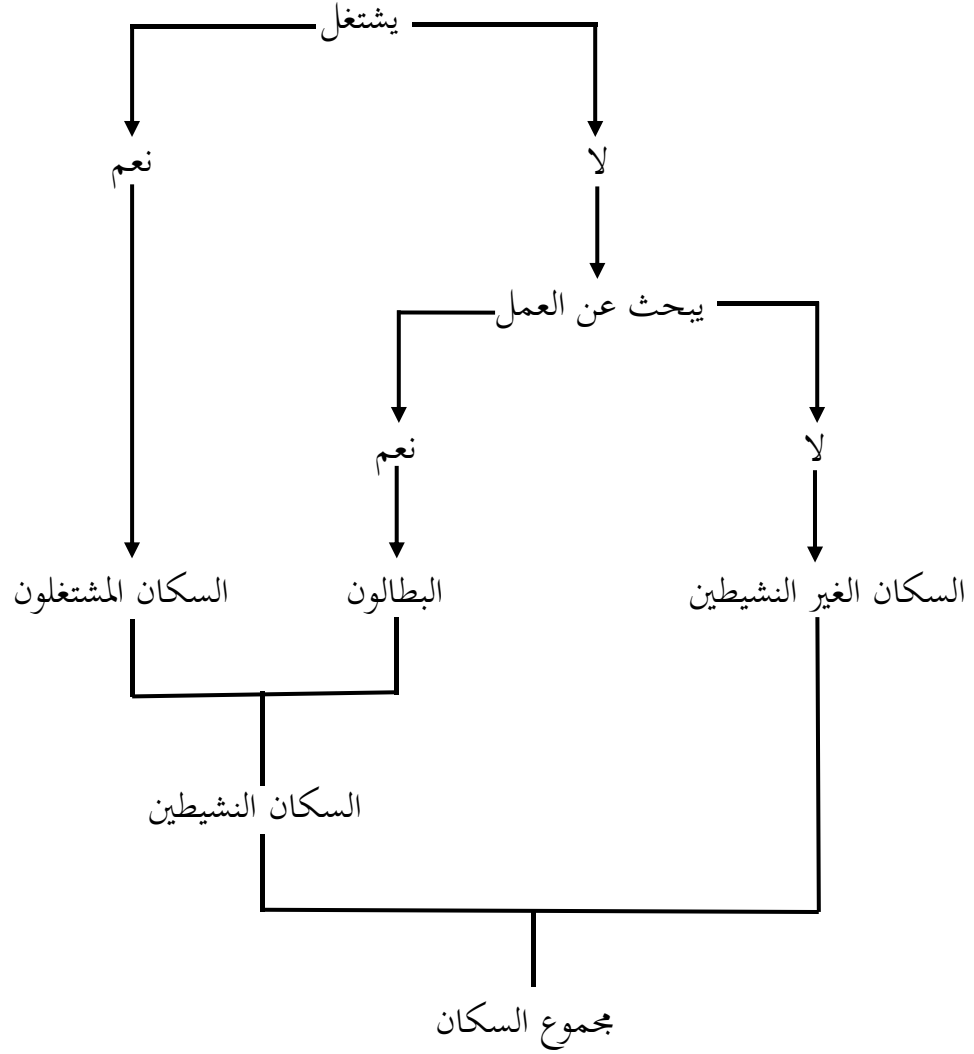 يشتغل
لا
نعم
يبحث عن العمل
لا
نعم
السكان الغير النشيطين
البطالون
السكان المشتغلون
السكان النشيطين
مجموع السكان